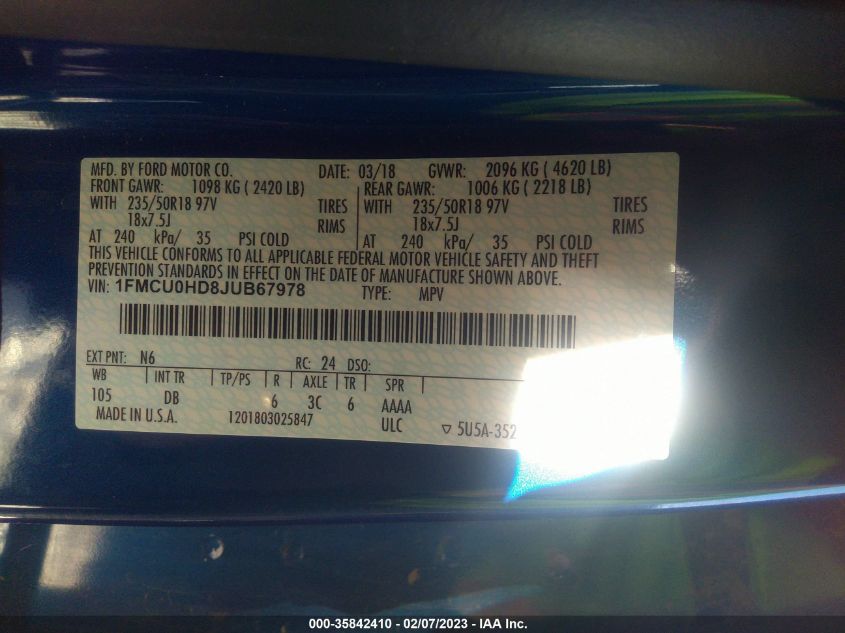 MFD. BY FORD MOTOR CO. DATE: 03/18 GVWR: 2096 KG ( 4620 LB)
FRONT GAWR: 1098 KG ( 2420 LB) REAR GAWR: 1006 KG ( 2218 LB)
WITH 235/50R18 97V TIRES WITH 235/50R18 97V TIRES
18x7.5J RIMS 18x7.5J RIMS
AT 240 kPa/ 35 PSI COLD AT 240 kPa/ 35 PSI COLD
THIS VEHICLE CONFORMS TO ALL APPLICABLE FEDERAL MOTOR VEHICLE SAFETY AND THEFT
PREVENTION STANDARDS IN EFFECT ON THE DATE OF MANUFACTURE SHOWN ABOVE.
VIN: 1FMCU0HD8JUB67978 TYPE: MPV
EXT PNT: N6 RC: 24 DSO:
WB INT TR TP/PS R AXLE TR SPR
105 DB 6 3C 6 AAAA
MADE IN U.S.A. 1201803025847 ULC ▽ 5U5A-352
000-35842410 - 02/07/2023 - IAA Inc.